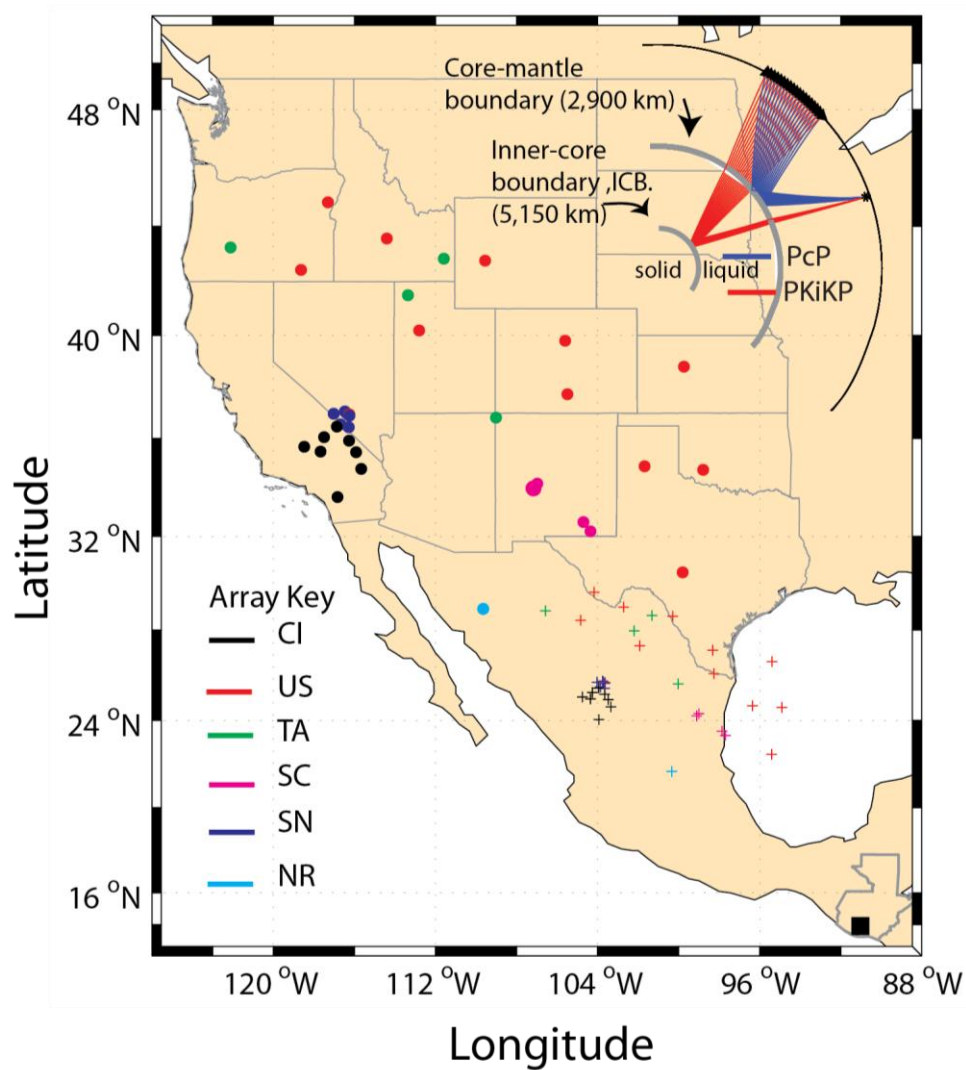 Core-mantle
boundary (2,900 km)
Inner-core
boundary ,ICB.
(5,150 km)
solid liquid
PcP
PKiKP
48 °N
40 °N
32 °N
24 °N
16 °N
Latitude
Array Key
CI
US
TA
SC
SN
NR
120 °W 112 °W 104 °W 96 °W 88 °W
Longitude